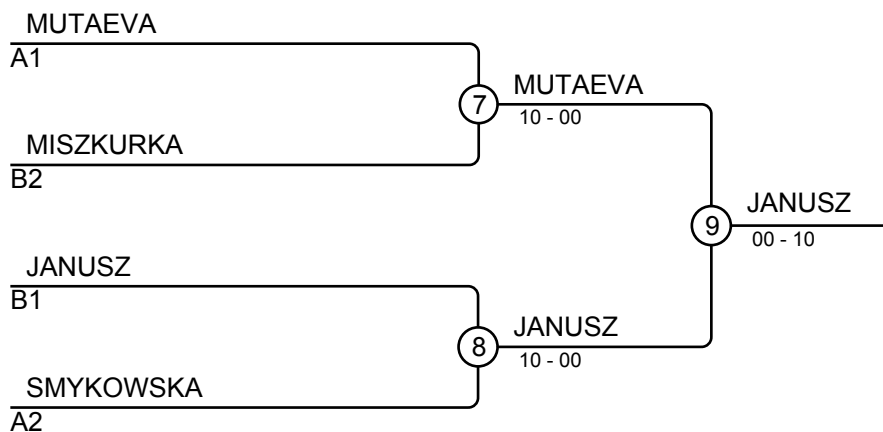 MUTAEVA
A1
7
MUTAEVA
10 - 00
MISZKURKA
B2
9
JANUSZ
00 - 10
JANUSZ
B1
8
JANUSZ
10 - 00
SMYKOWSKA
A2